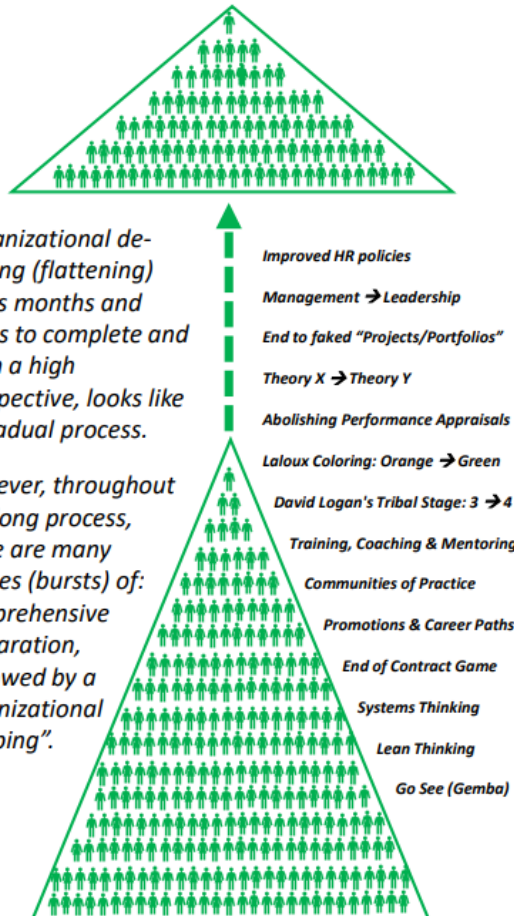 anizational de-
ing (flattening)
s months and
s to complete and
n a high
pective, looks like
adual process.
ever, throughout
ong process,
e are many
es (bursts) of:
prehensive
aration,
wed by a
nizational
ping”.
Improved HR policies
Management ➔ Leadership
End to faked “Projects/Portfolios”
Theory X ➔ Theory Y
Abolishing Performance Appraisals
Laloux Coloring: Orange ➔ Green
David Logan's Tribal Stage: 3 ➔ 4
Training, Coaching & Mentoring
Communities of Practice
Promotions & Career Paths
End of Contract Game
Systems Thinking
Lean Thinking
Go See (Gemba)